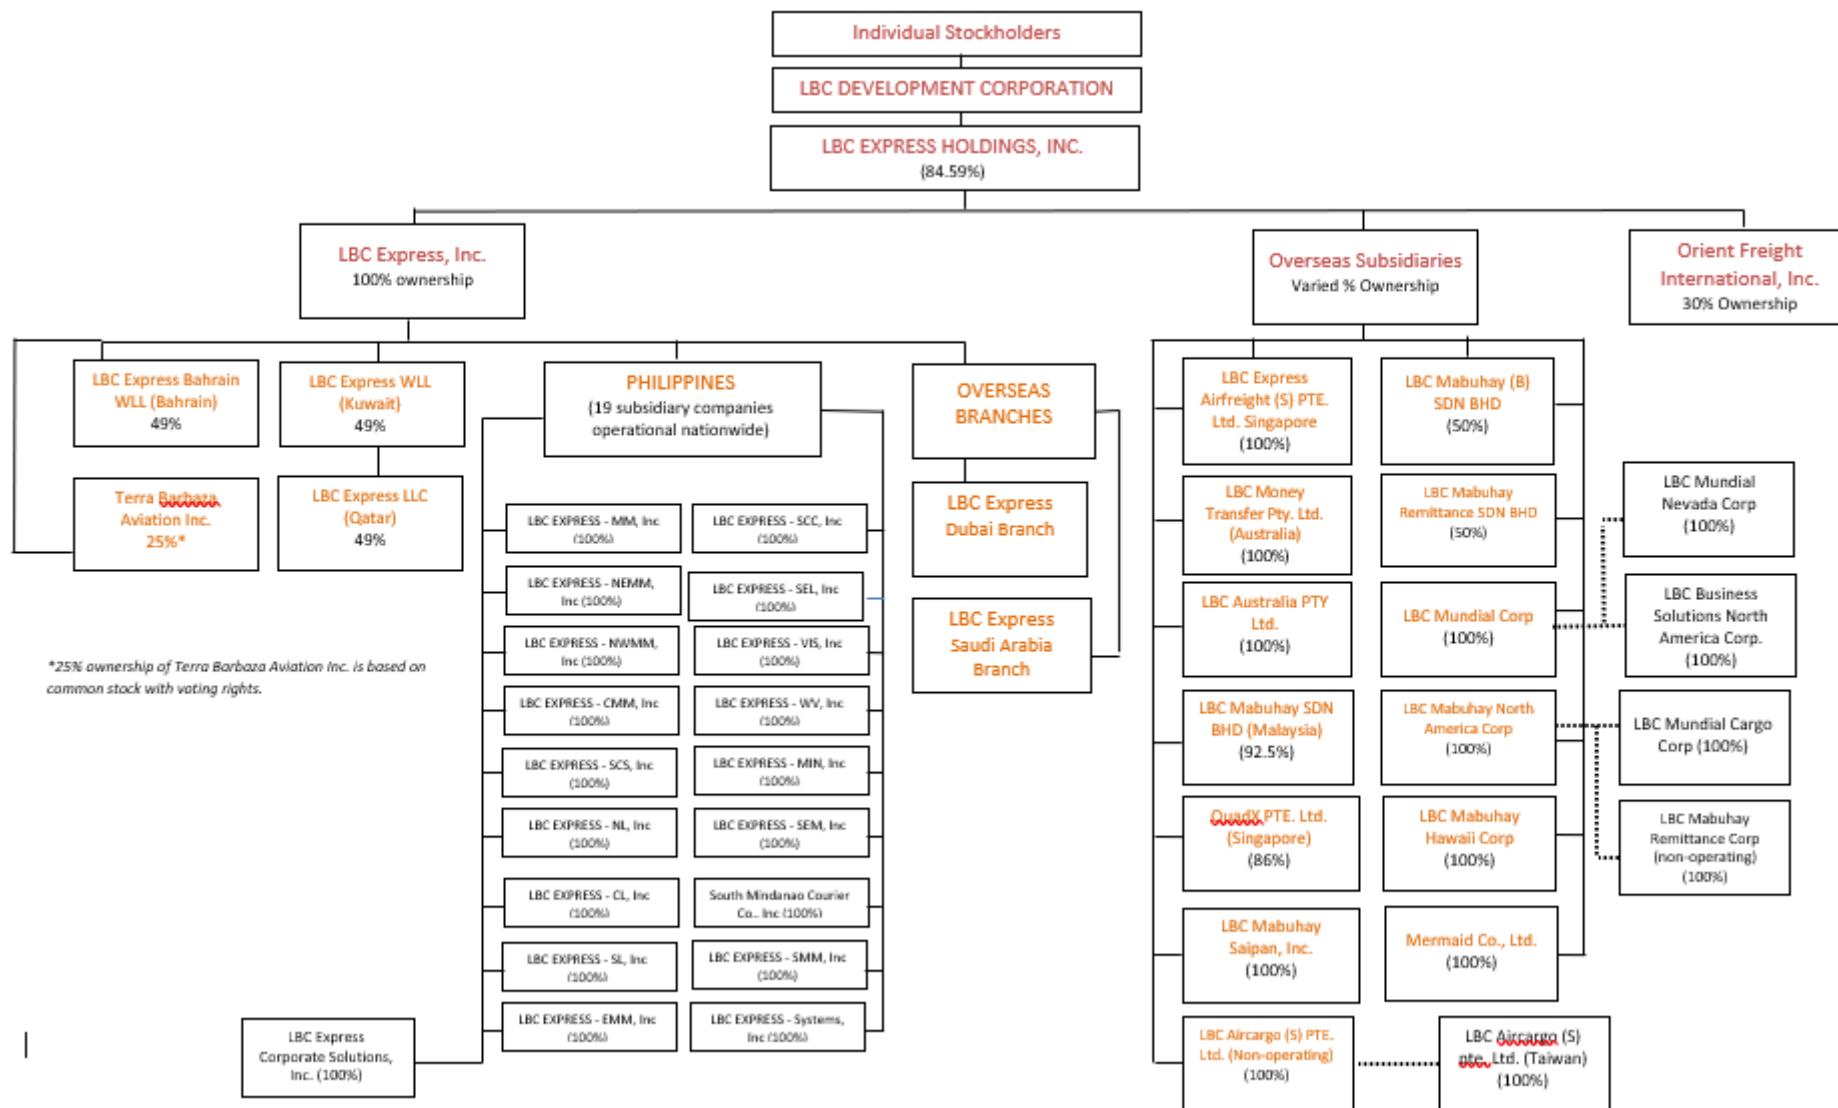 Individual Stockholders
LBC DEVELOPMENT CORPORATION
LBC EXPRESS HOLDINGS, INC.
(84.59%)
LBC Express, Inc.
100% ownership
Overseas Subsidiaries
Varied % Ownership
Orient Freight
International, Inc.
30% Ownership
LBC Express Bahrain
WLL (Bahrain)
49%
LBC Express WLL
(Kuwait)
49%
PHILIPPINES
(19 subsidiary companies
operational nationwide)
OVERSEAS
BRANCHES
Terra Barbaza
Aviation Inc.
25%*
LBC Express LLC
(Qatar)
49%
LBC Express
Dubai Branch
LBC Express
Saudi Arabia
Branch
*25% ownership of Terra Barbaza Aviation Inc. is based on
common stock with voting rights.
LBC EXPRESS - MM, Inc
(100%)
LBC EXPRESS - SCC, Inc
(100%)
LBC EXPRESS - NEMM,
Inc (100%)
LBC EXPRESS - SEL, Inc
(100%)
LBC EXPRESS - NWMM,
Inc (100%)
LBC EXPRESS - VIS, Inc
(100%)
LBC EXPRESS - CMM, Inc
(100%)
LBC EXPRESS - WV, Inc
(100%)
LBC EXPRESS - SCS, Inc
(100%)
LBC EXPRESS - MIN, Inc
(100%)
LBC EXPRESS - NL, Inc
(100%)
LBC EXPRESS - SEM, Inc
(100%)
LBC EXPRESS - CL, Inc
(100%)
South Mindanao Courier
Co., Inc (100%)
LBC EXPRESS - SL, Inc
(100%)
LBC EXPRESS - SMM, Inc
(100%)
LBC EXPRESS - EMM, Inc
(100%)
LBC EXPRESS - Systems,
Inc (100%)
LBC Express
Corporate Solutions,
Inc. (100%)
LBC Express
Airfreight (S) PTE.
Ltd. Singapore
(100%)
LBC Mabuhay (B)
SDN BHD
(50%)
LBC Money
Transfer Pty. Ltd.
(Australia)
(100%)
LBC Mabuhay
Remittance SDN BHD
(50%)
LBC Australia PTY
Ltd.
(100%)
LBC Mundial Corp
(100%)
LBC Mabuhay SDN
BHD (Malaysia)
(92.5%)
LBC Mabuhay North
America Corp
(100%)
QuadX PTE. Ltd.
(Singapore)
(86%)
LBC Mabuhay
Hawaii Corp
(100%)
LBC Mabuhay
Saipan, Inc.
(100%)
Mermaid Co., Ltd.
(100%)
LBC Aircargo (S) PTE.
Ltd. (Non-operating)
(100%)
LBC Aircargo (S)
pte. Ltd. (Taiwan)
(100%)
LBC Mundial
Nevada Corp
(100%)
LBC Business
Solutions North
America Corp.
(100%)
LBC Mundial Cargo
Corp (100%)
LBC Mabuhay
Remittance Corp
(non-operating)
(100%)